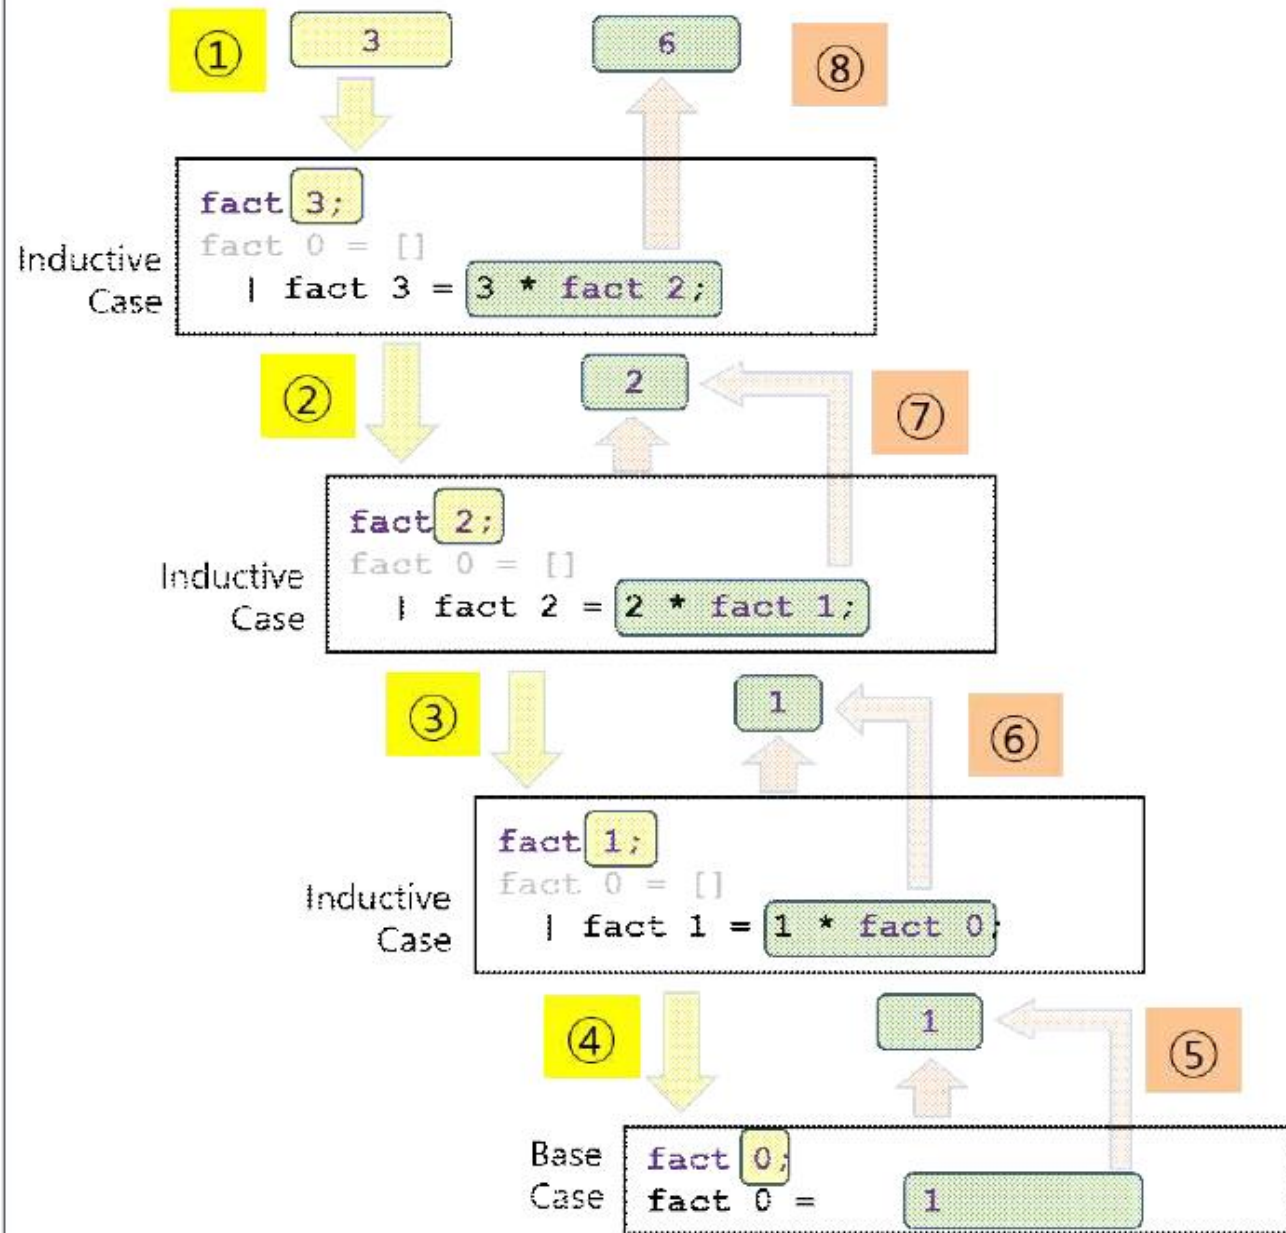 ① 3 6 ⑧
fact 3;
fact 0 = []
Inductive
Case
| fact 3 = 3 * fact 2;
② 2 ⑦
fact 2;
fact 0 = []
Inductive
Case
| fact 2 = 2 * fact 1;
③ 1 ⑥
fact 1;
fact 0 = []
Inductive
Case
| fact 1 = 1 * fact 0;
④ 1 ⑤
Base
Case
fact 0;
fact 0 = 1